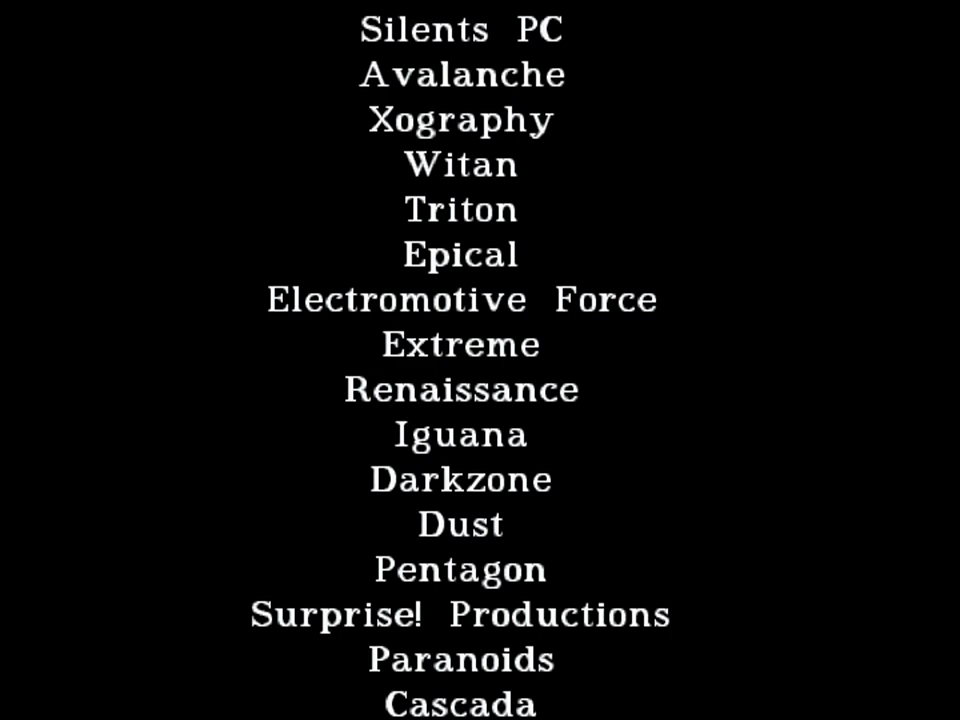 Silents PC
Avalanche
Xography
Witan
Triton
Epical
Electromotive Force
Extreme
Renaissance
Iguana
Darkzone
Dust
Pentagon
Surprise! Productions
Paranoids
Cascada